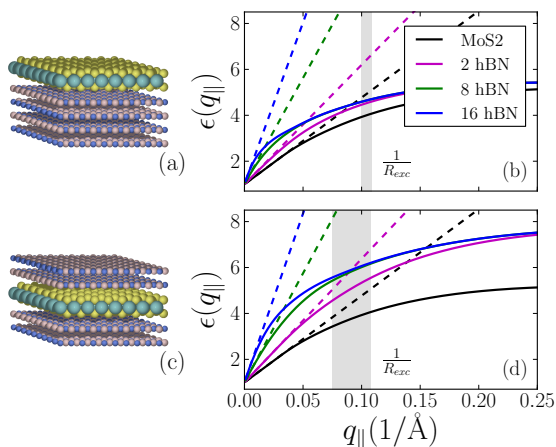 (a)
ϵ(q∥)
8
6
4
2
MoS2
2 hBN
8 hBN
16 hBN
1
R_exc
(b)
(c)
ϵ(q∥)
8
6
4
2
1
R_exc
(d)
0.00 0.05 0.10 0.15 0.20 0.25
q∥(1/Å)